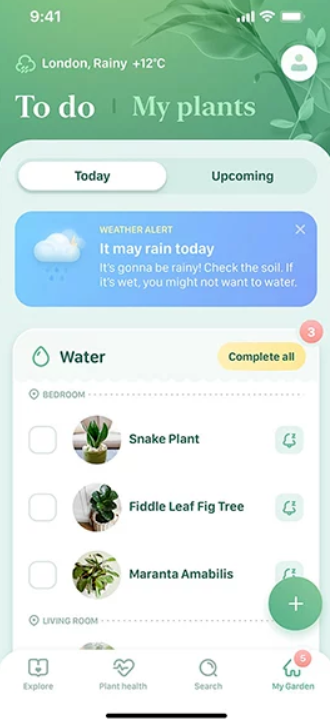 9:41
London, Rainy +12°C
To do | My plants
Today Upcoming
WEATHER ALERT
It may rain today
It's gonna be rainy! Check the soil. If
it's wet, you might not want to water.
3
Water Complete all
BEDROOM
Snake Plant
Fiddle Leaf Fig Tree
Maranta Amabilis
LIVING ROOM
5
Explore Plant health Search My Garden